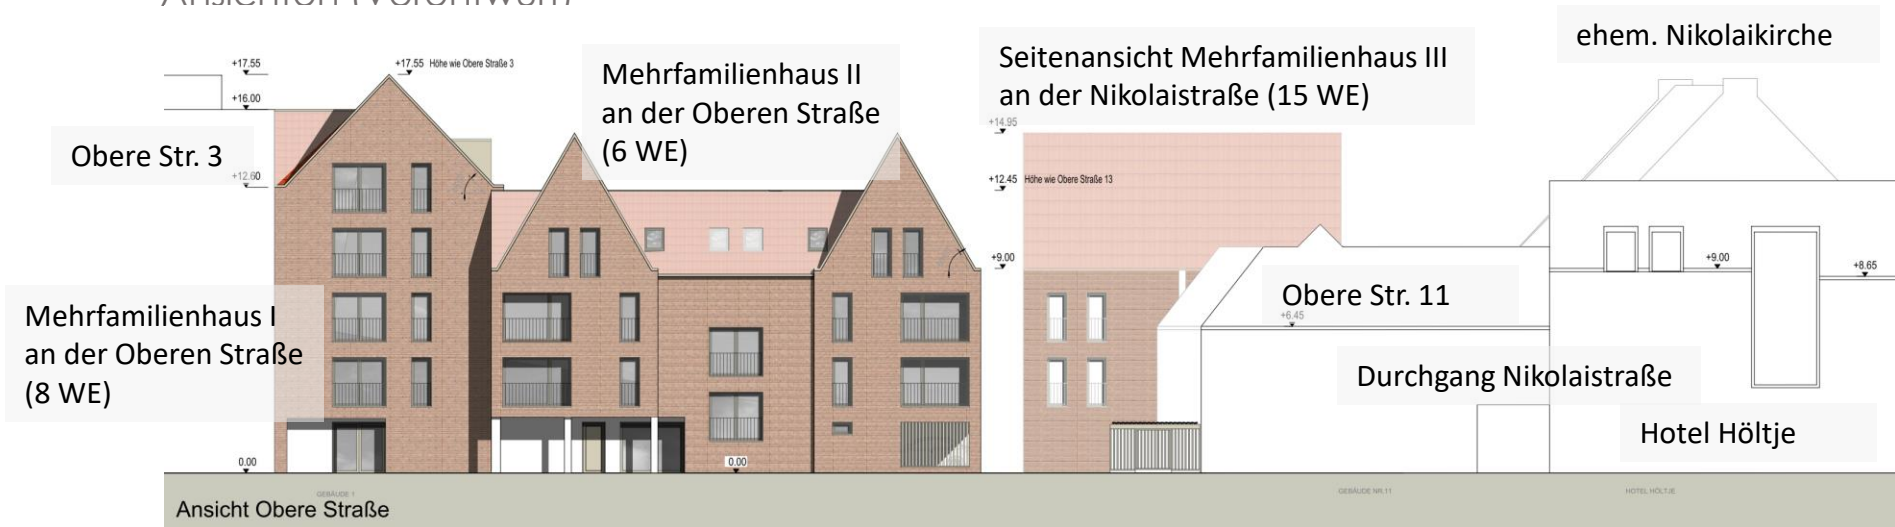 Ansichten (Vorentwurf)
ehem. Nikolaikirche
+17.55
+17.55 Höhe wie Obere Straße 3
Mehrfamilienhaus II
an der Oberen Straße
(6 WE)
Seitenansicht Mehrfamilienhaus III
an der Nikolaistraße (15 WE)
+16.00
+14.95
Obere Str. 3
+12.60
+12.45 Höhe wie Obere Straße 13
+9.00
+9.00
+8.65
Mehrfamilienhaus I
an der Oberen Straße
(8 WE)
Obere Str. 11
+6.45
Durchgang Nikolaistraße
Hotel Höltje
0.00
0.00
GEBÄUDE 1
GEBÄUDE NR.11
HOTEL HÖLTJE
Ansicht Obere Straße